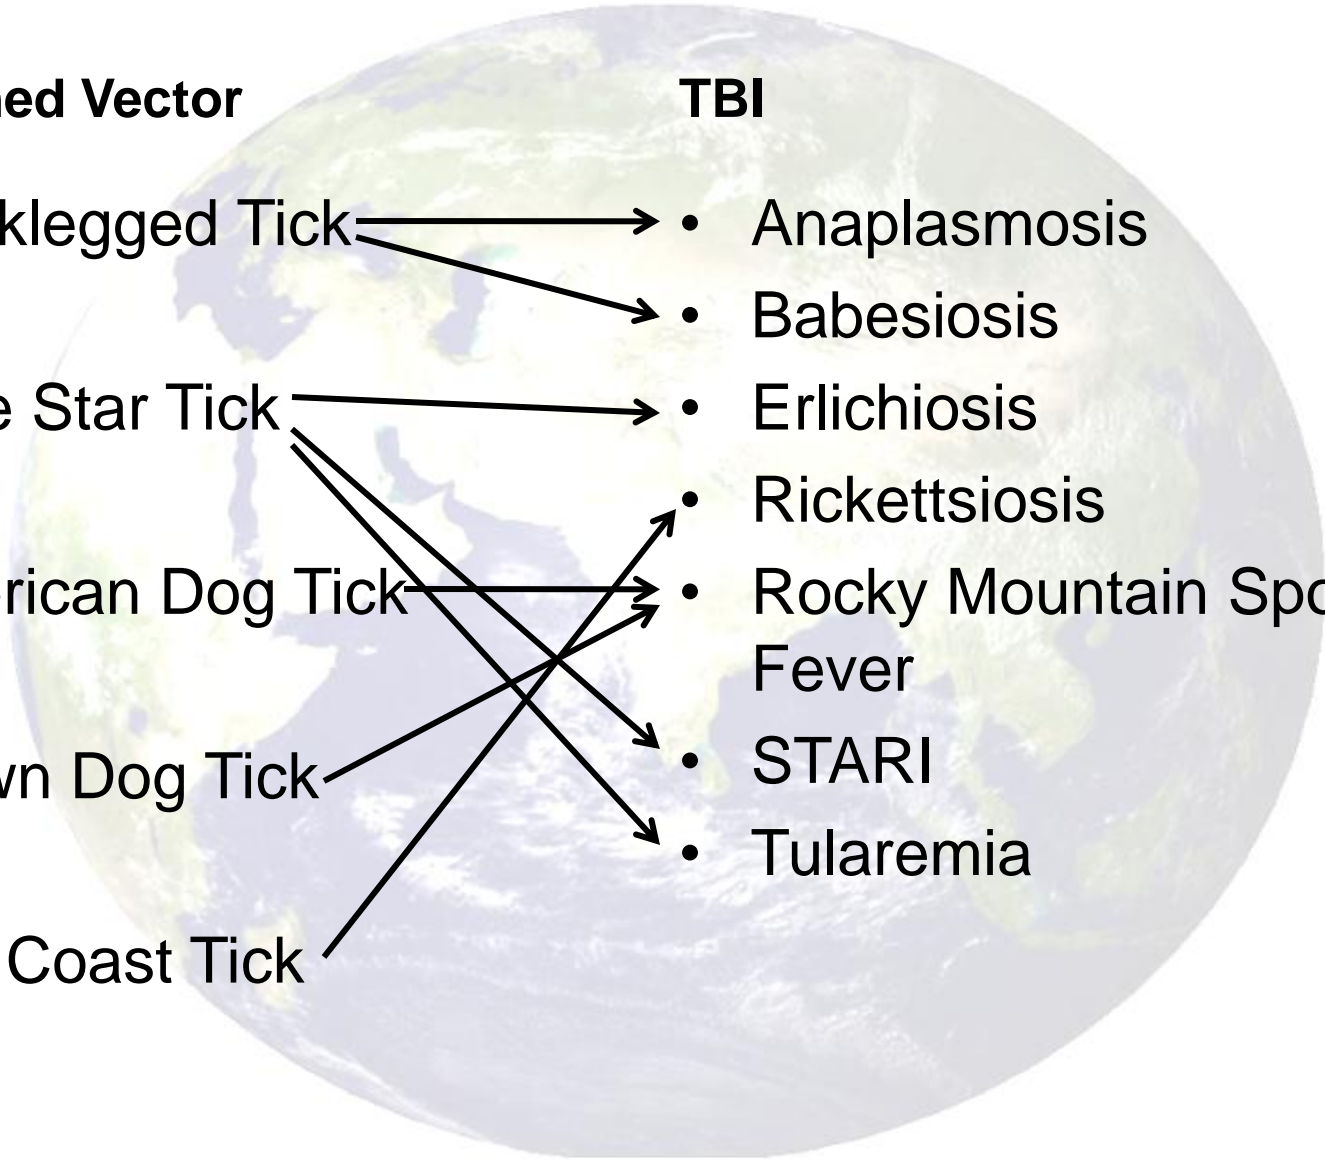 ned Vector
TBI
klegged Tick
• Anaplasmosis
• Babesiosis
e Star Tick
• Erlichiosis
• Rickettsiosis
rican Dog Tick
• Rocky Mountain Spo
Fever
wn Dog Tick
• STARI
• Tularemia
Coast Tick